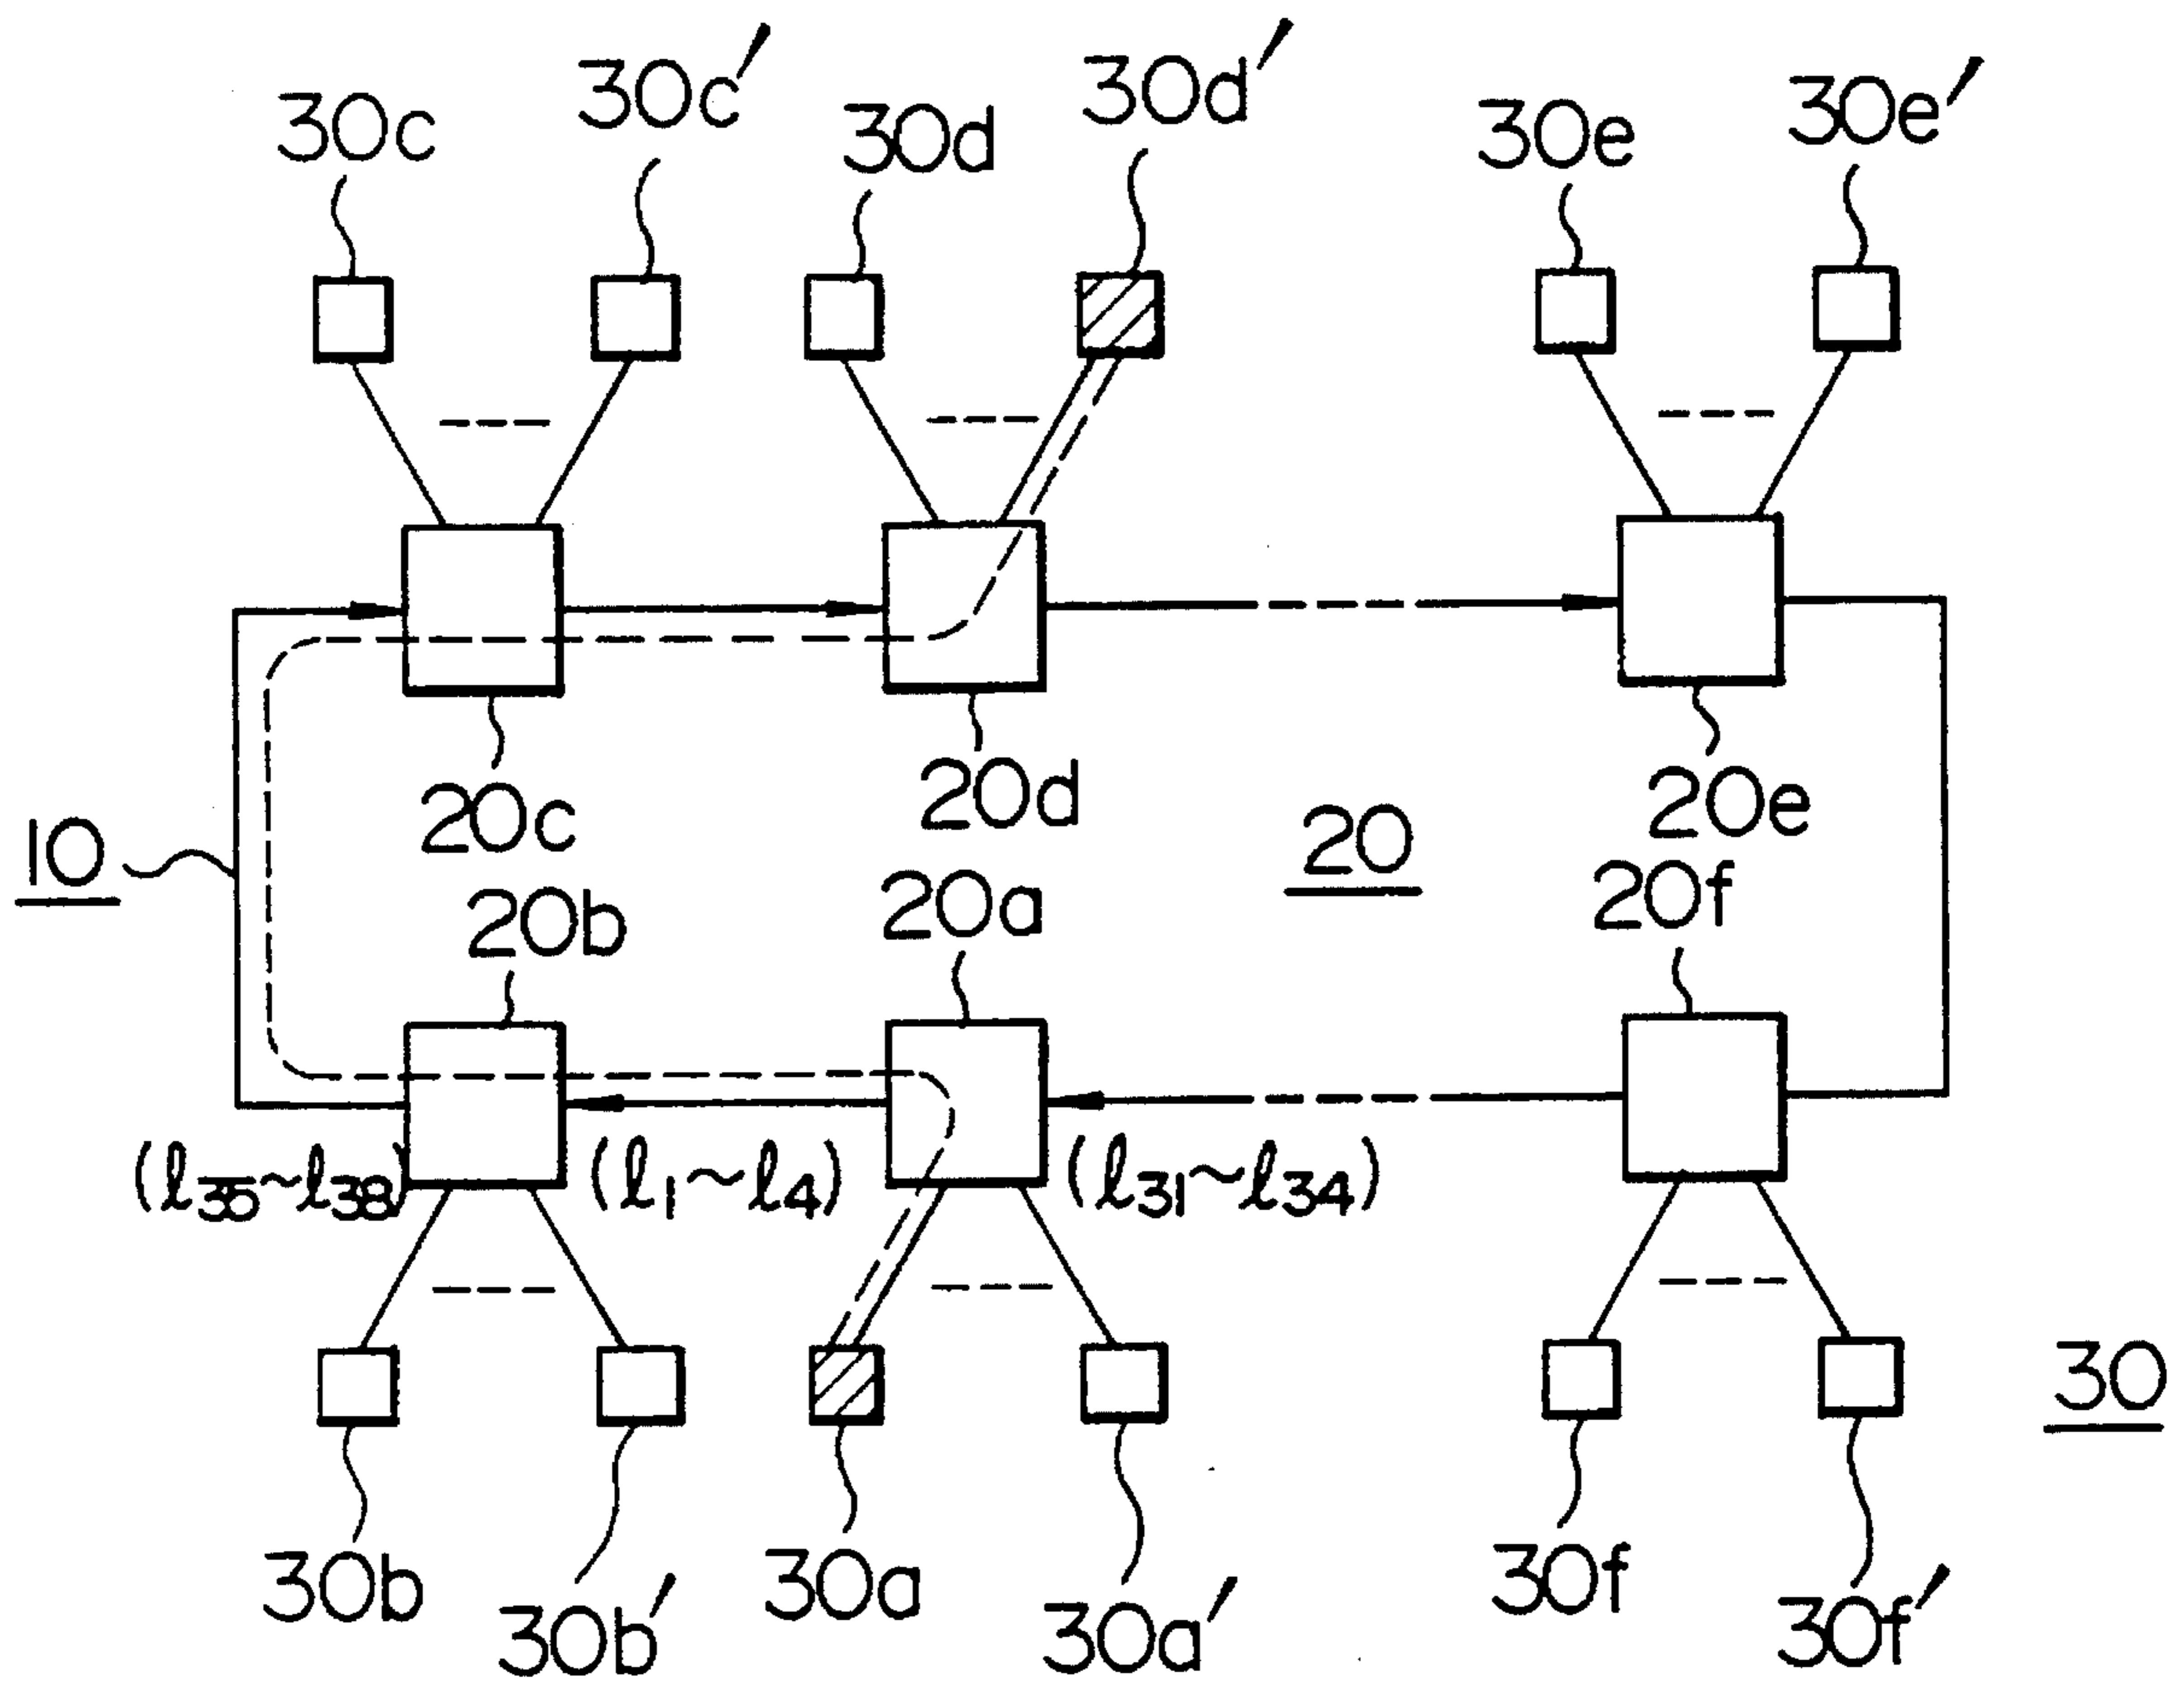 30c 30c′ 30d 30d′ 30e 30e′
20c 20d 20e
10 20
20b 20a 20f
(ℓ35~ℓ38) (ℓ1~ℓ4) (ℓ31~ℓ34)
30
30b 30b′ 30a 30a′ 30f 30f′